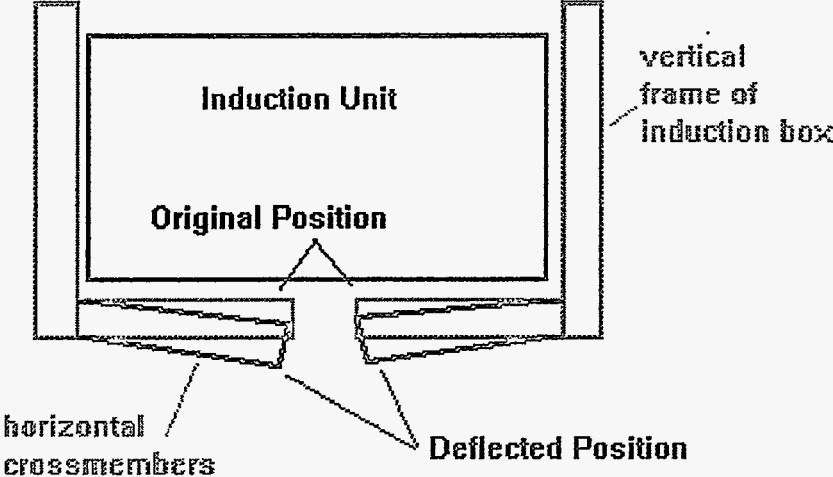 Induction Unit
vertical
frame of
induction box
Original Position
horizontal
crossmembers
Deflected Position